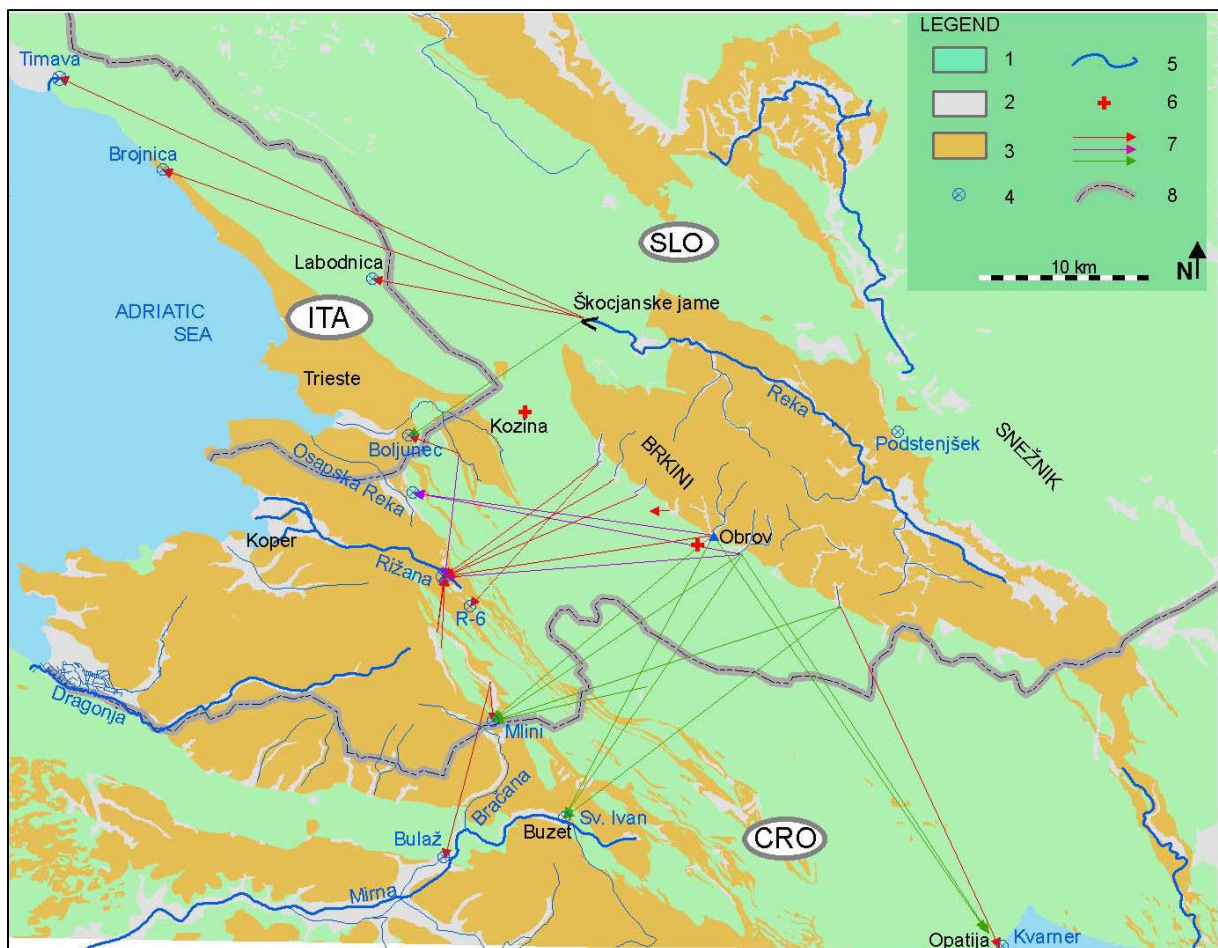 LEGEND
1
2
3
4
5
6
7
8
10 km
N
Timava
Brojnica
Labodnica
SLO
ITA
ADRIATIC
SEA
Škocjanske jame
Trieste
Kozina
Boljunec
Reka
Podstenjšek
SNEŽNIK
BRKINI
Osapska Reka
Obrov
Koper
Rižana
R-6
Dragonja
Mlini
Bračana
Sv. Ivan
Buzet
CRO
Bulaž
Mirna
Opatija
Kvarner